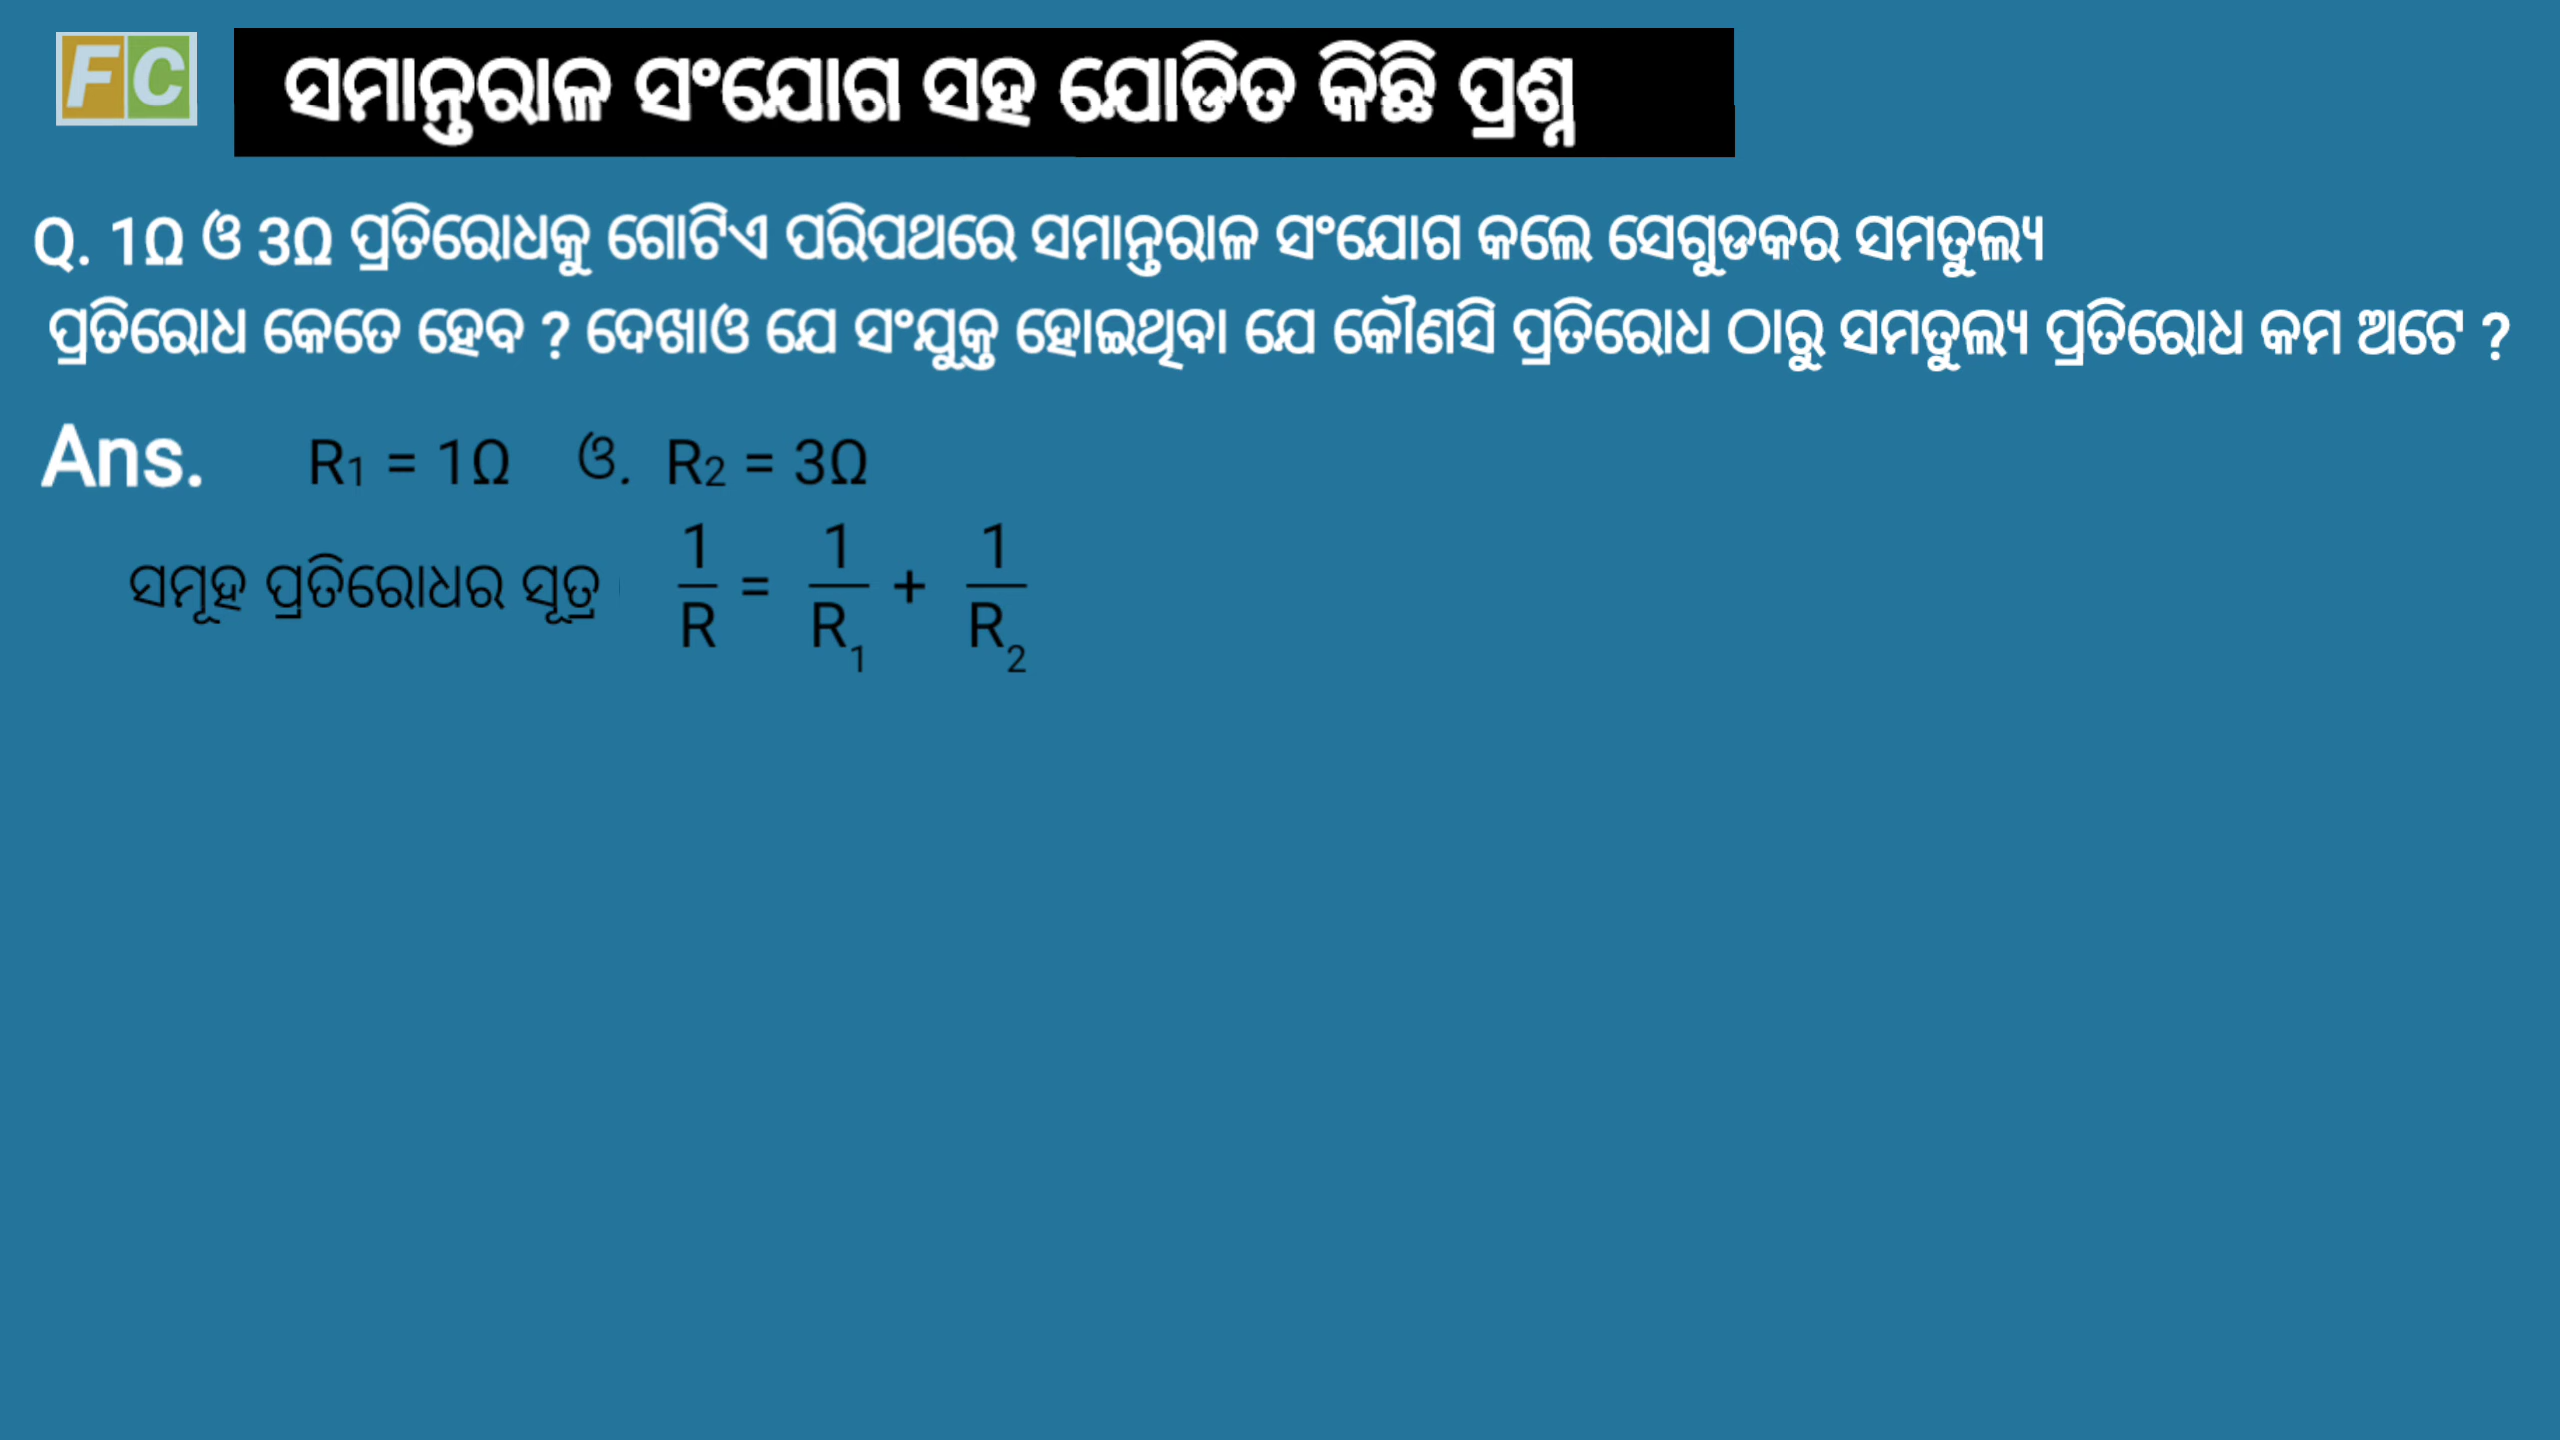 FC
ସମାନ୍ତରାଳ ସଂଯୋଗ ସହ ଯୋଡିତ କିଛି ପ୍ରଶ୍ନ
Q. 1Ω ଓ 3Ω ପ୍ରତିରୋଧକୁ ଗୋଟିଏ ପରିପଥରେ ସମାନ୍ତରାଳ ସଂଯୋଗ କଲେ ସେଗୁଡକର ସମତୁଲ୍ୟ
ପ୍ରତିରୋଧ କେତେ ହେବ ? ଦେଖାଓ ଯେ ସଂଯୁକ୍ତ ହୋଇଥିବା ଯେ କୌଣସି ପ୍ରତିରୋଧ ଠାରୁ ସମତୁଲ୍ୟ ପ୍ରତିରୋଧ କମ ଅଟେ ?
Ans. R₁ = 1Ω ଓ. R₂ = 3Ω
ସମୂହ ପ୍ରତିରୋଧର ସୂତ୍ର 1/R = 1/R₁ + 1/R₂